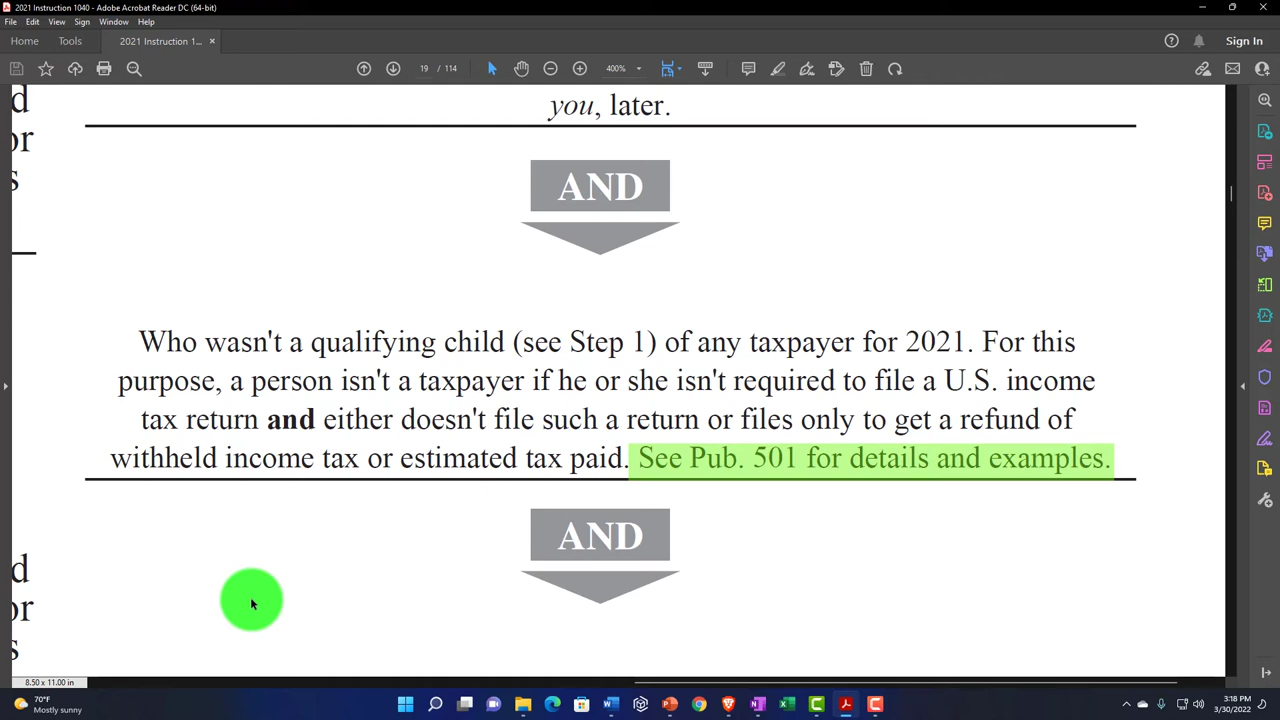 2021 Instruction 1040 - Adobe Acrobat Reader DC (64-bit)
File Edit View Sign Window Help
Home Tools 2021 Instruction 1... × Sign In
19 / 114 400%
d
or
s
you, later.
AND
Who wasn't a qualifying child (see Step 1) of any taxpayer for 2021. For this
purpose, a person isn't a taxpayer if he or she isn't required to file a U.S. income
tax return and either doesn't file such a return or files only to get a refund of
withheld income tax or estimated tax paid. See Pub. 501 for details and examples.
AND
d
or
s
8.50 x 11.00 in
70°F
Mostly sunny
3:18 PM
3/30/2022